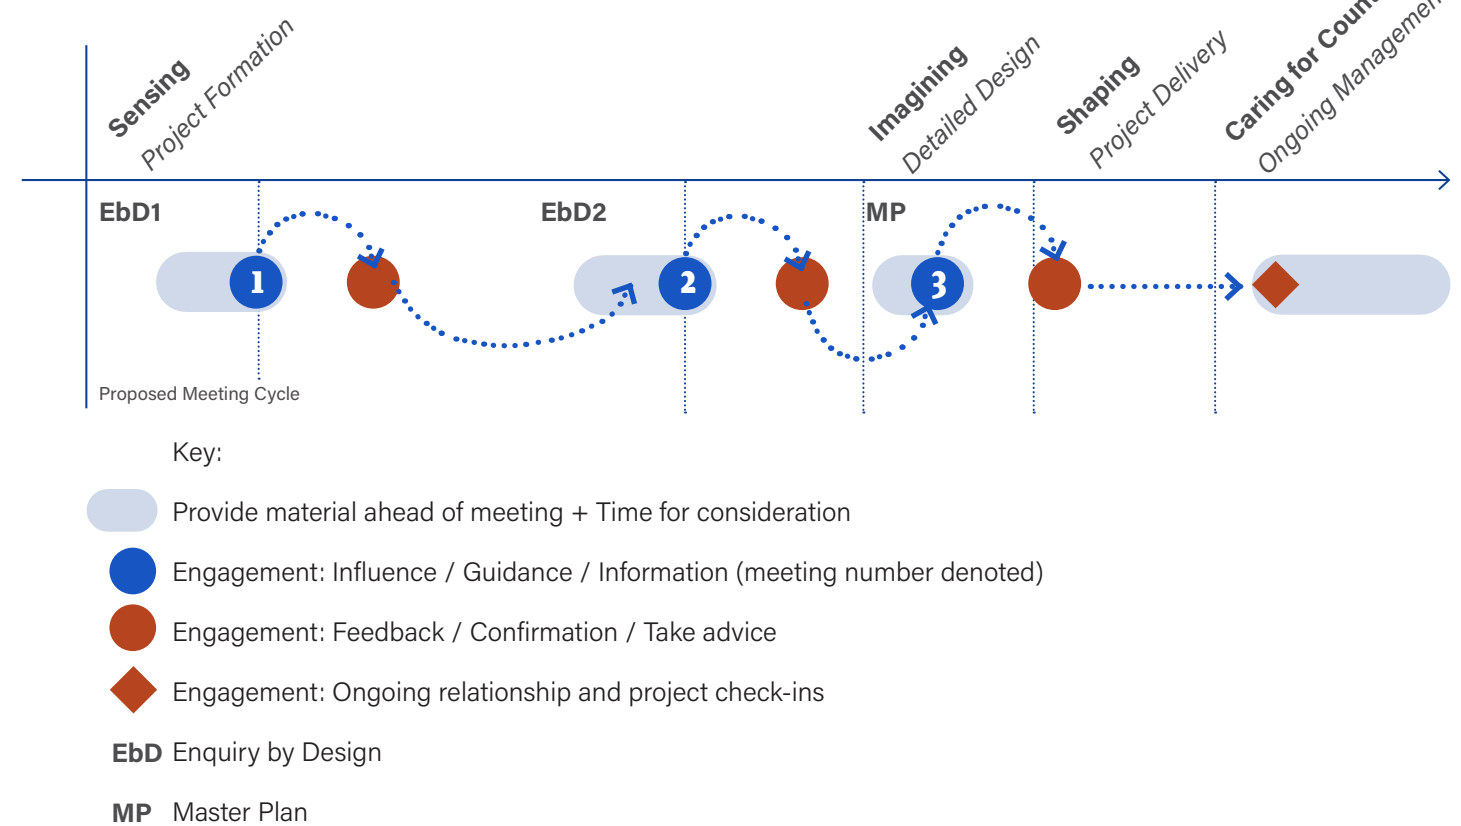 Sensing
Project Formation
Imagining
Detailed Design
Shaping
Project Delivery
Caring for
Ongoing
EbD1
EbD2
MP
1
2
3
Proposed Meeting Cycle
Key:
Provide material ahead of meeting + Time for consideration
Engagement: Influence / Guidance / Information (meeting number denoted)
Engagement: Feedback / Confirmation / Take advice
Engagement: Ongoing relationship and project check-ins
EbD Enquiry by Design
MP Master Plan